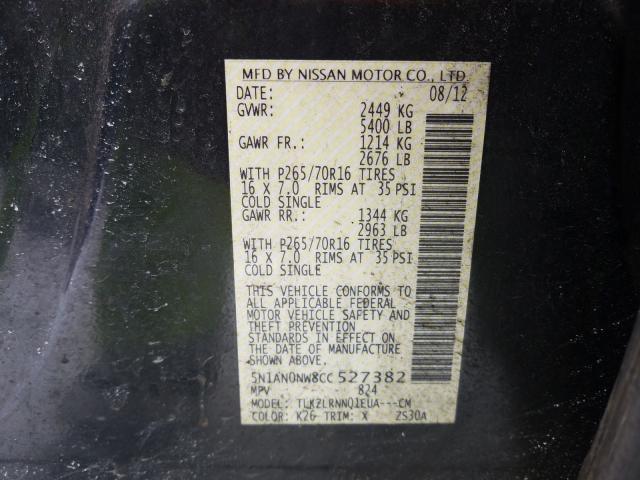 MFD BY NISSAN MOTOR CO., LTD.
DATE: 08/12
GVWR: 2449 KG
5400 LB
GAWR FR.: 1214 KG
2676 LB
WITH P265/70R16 TIRES
16 X 7.0 RIMS AT 35 PSI
COLD SINGLE
GAWR RR.: 1344 KG
2963 LB
WITH P265/70R16 TIRES
16 X 7.0 RIMS AT 35 PSI
COLD SINGLE
THIS VEHICLE CONFORMS TO
ALL APPLICABLE FEDERAL
MOTOR VEHICLE SAFETY AND
THEFT PREVENTION
STANDARDS IN EFFECT ON
THE DATE OF MANUFACTURE
SHOWN ABOVE.
5N1AN0NW8CC527382
MPV 824
MODEL: TLKZLRNNQ1EUA---CM
COLOR: K26 TRIM: X ZS30A